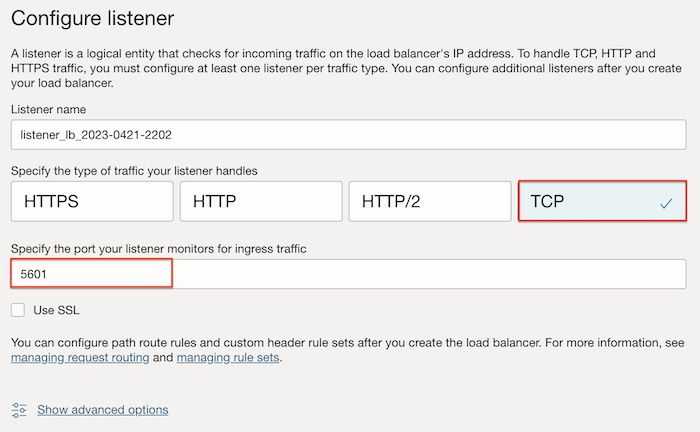 Configure listener
A listener is a logical entity that checks for incoming traffic on the load balancer's IP address. To handle TCP, HTTP and
HTTPS traffic, you must configure at least one listener per traffic type. You can configure additional listeners after you create
your load balancer.
Listener name
listener_lb_2023-0421-2202
Specify the type of traffic your listener handles
HTTPS HTTP HTTP/2 TCP
Specify the port your listener monitors for ingress traffic
5601
Use SSL
You can configure path route rules and custom header rule sets after you create the load balancer. For more information, see
managing request routing and managing rule sets.
Show advanced options